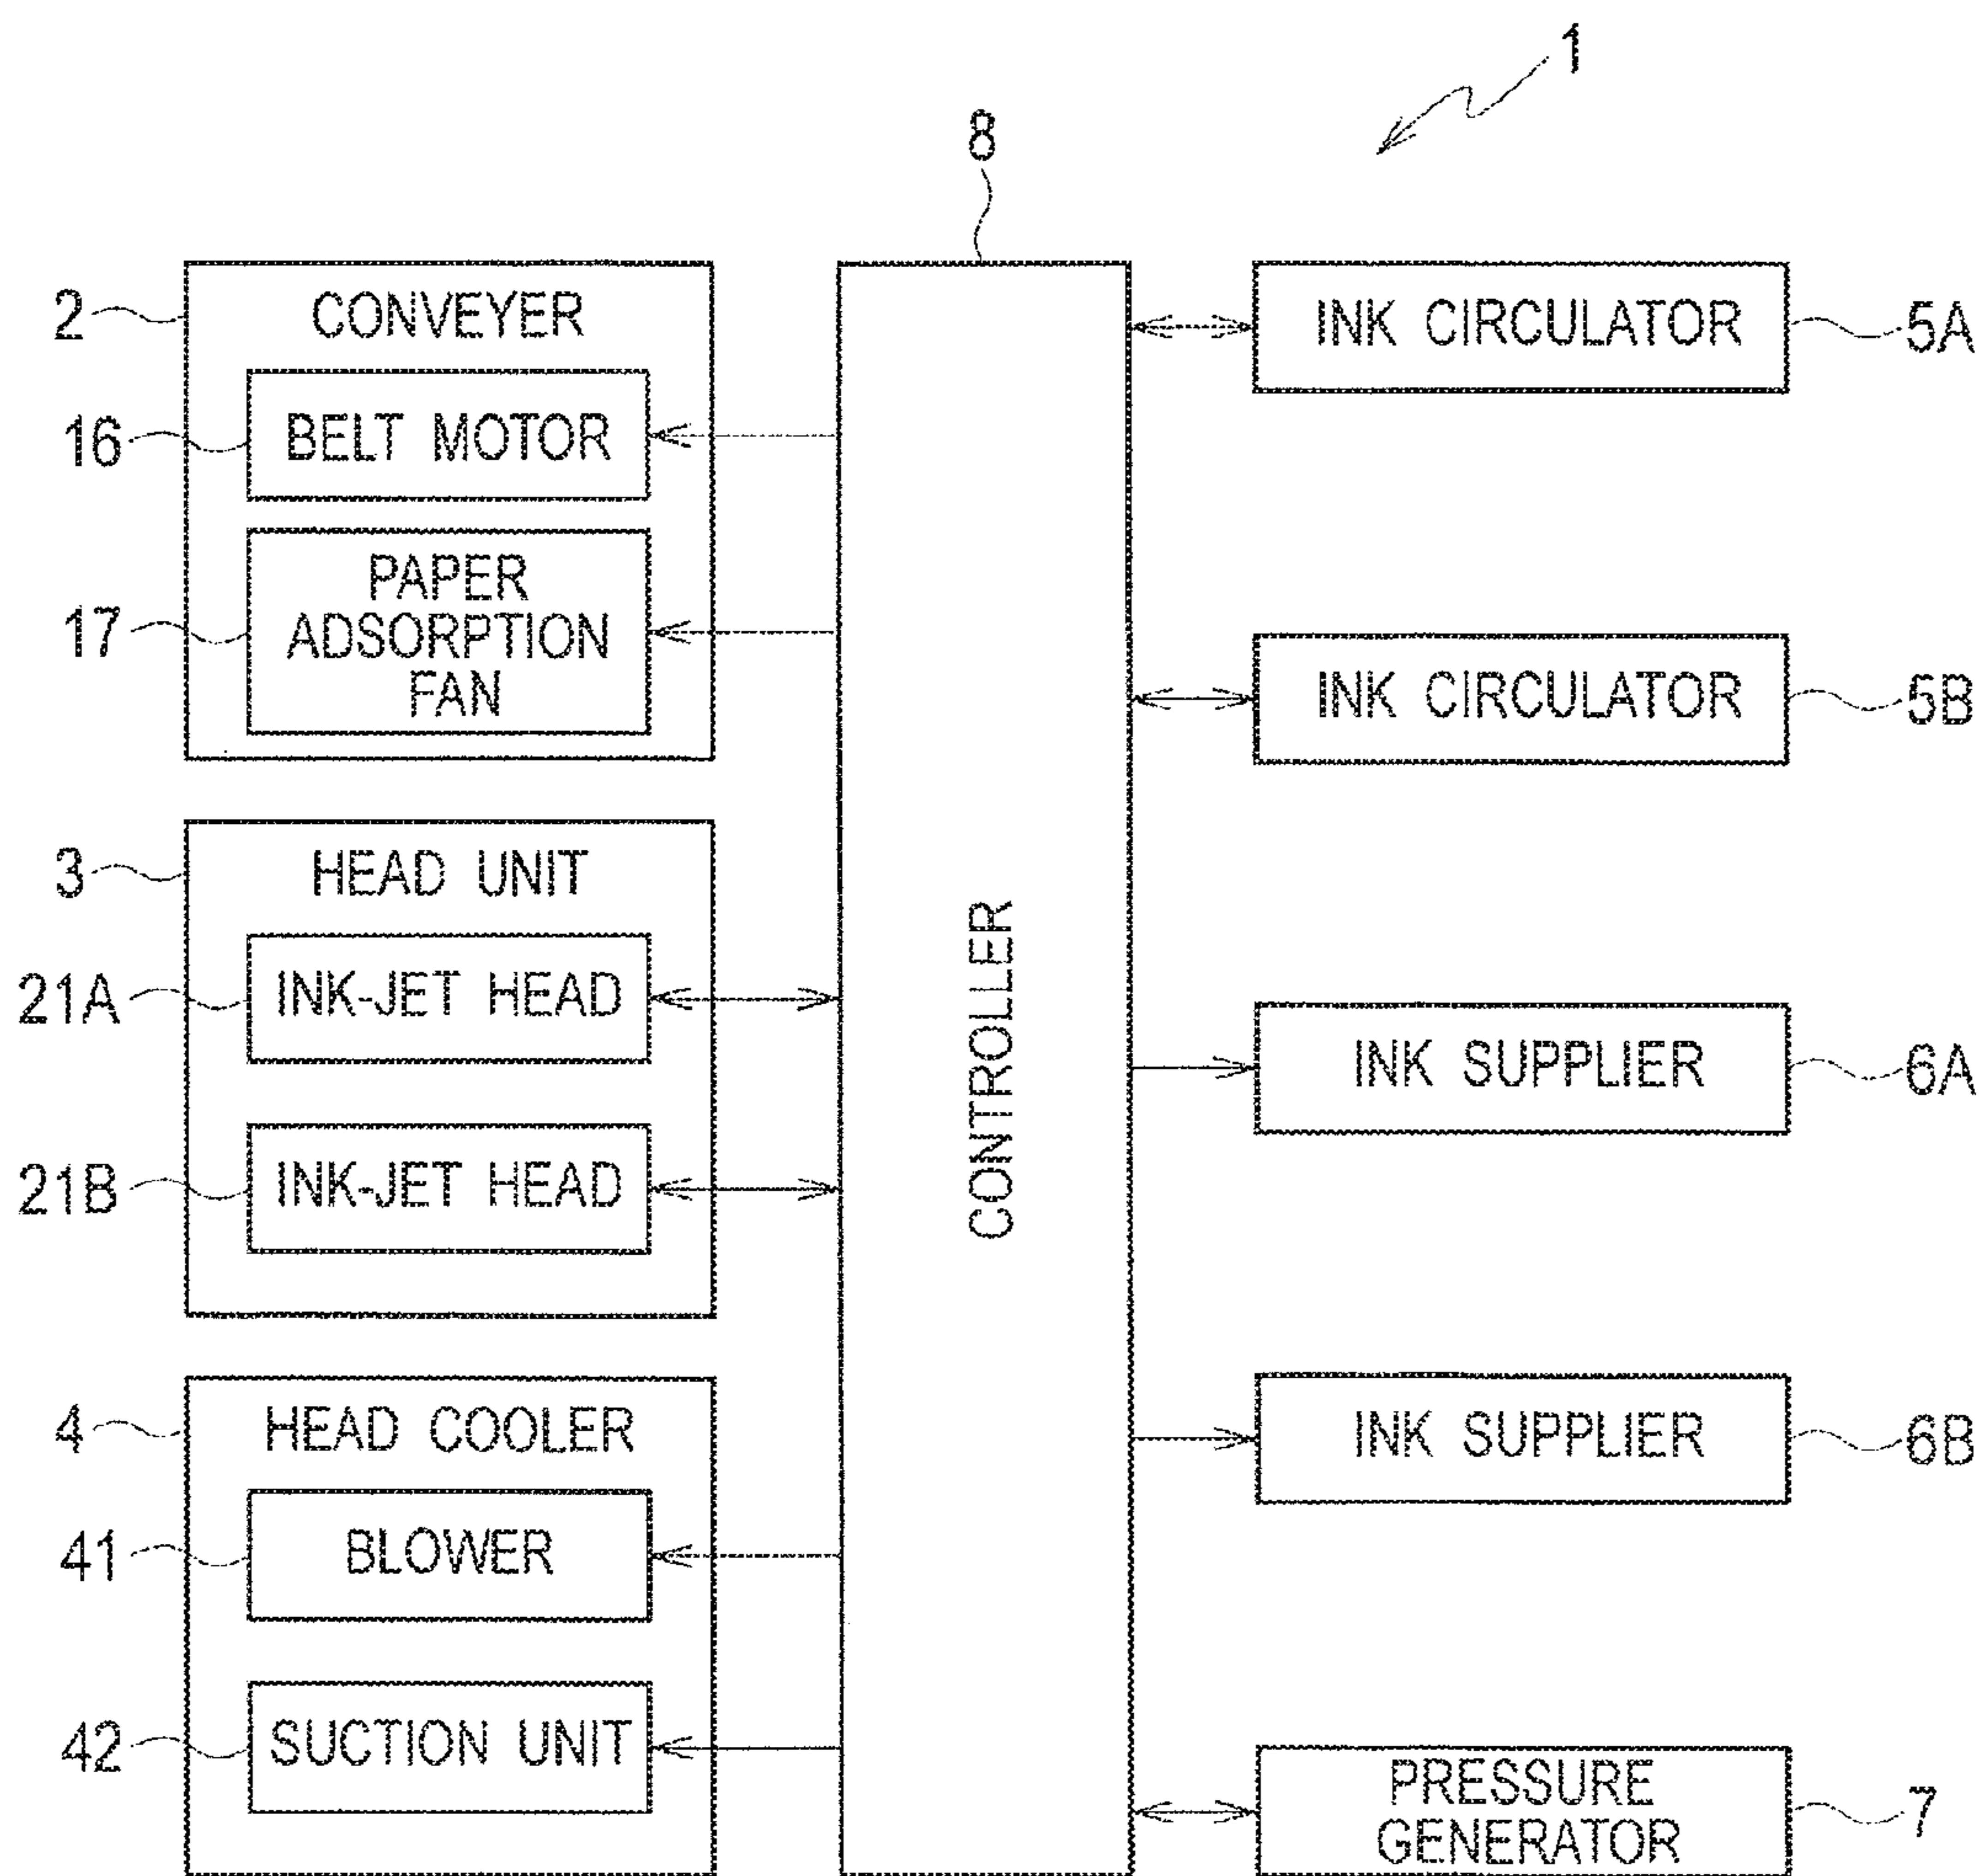 1
8
2
CONVEYER
16
BELT MOTOR
17
PAPER
ADSORPTION
FAN
3
HEAD UNIT
21A
INK-JET HEAD
21B
INK-JET HEAD
4
HEAD COOLER
41
BLOWER
42
SUCTION UNIT
CONTROLLER
INK CIRCULATOR
5A
INK CIRCULATOR
5B
INK SUPPLIER
6A
INK SUPPLIER
6B
PRESSURE
GENERATOR
7